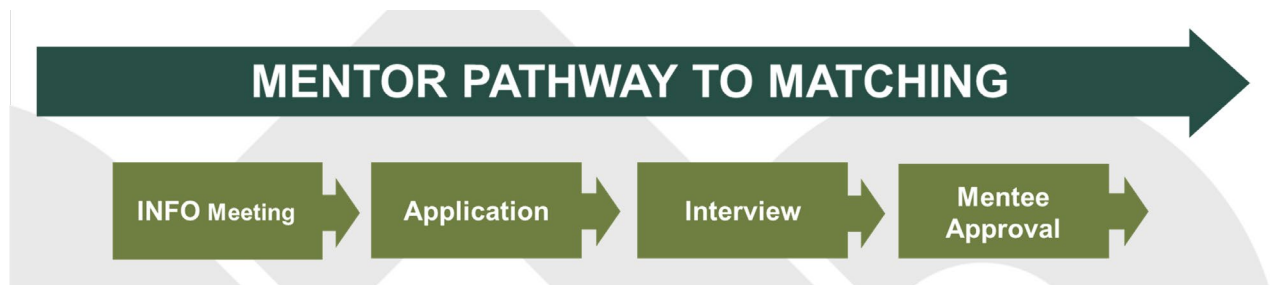 MENTOR PATHWAY TO MATCHING
INFO Meeting
Application
Interview
Mentee
Approval